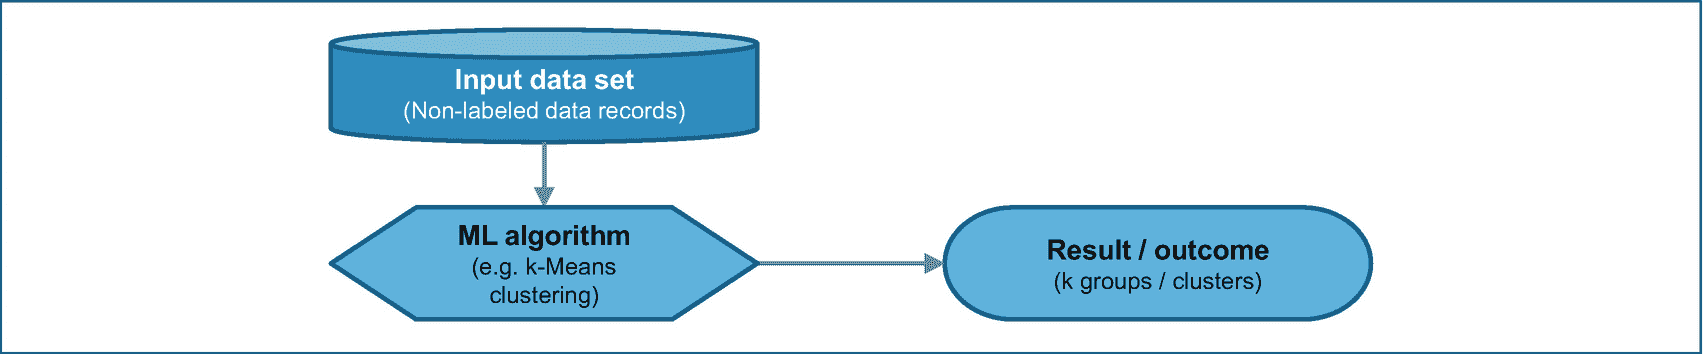 Input data set
(Non-labeled data records)
ML algorithm
(e.g. k-Means
clustering)
Result / outcome
(k groups / clusters)